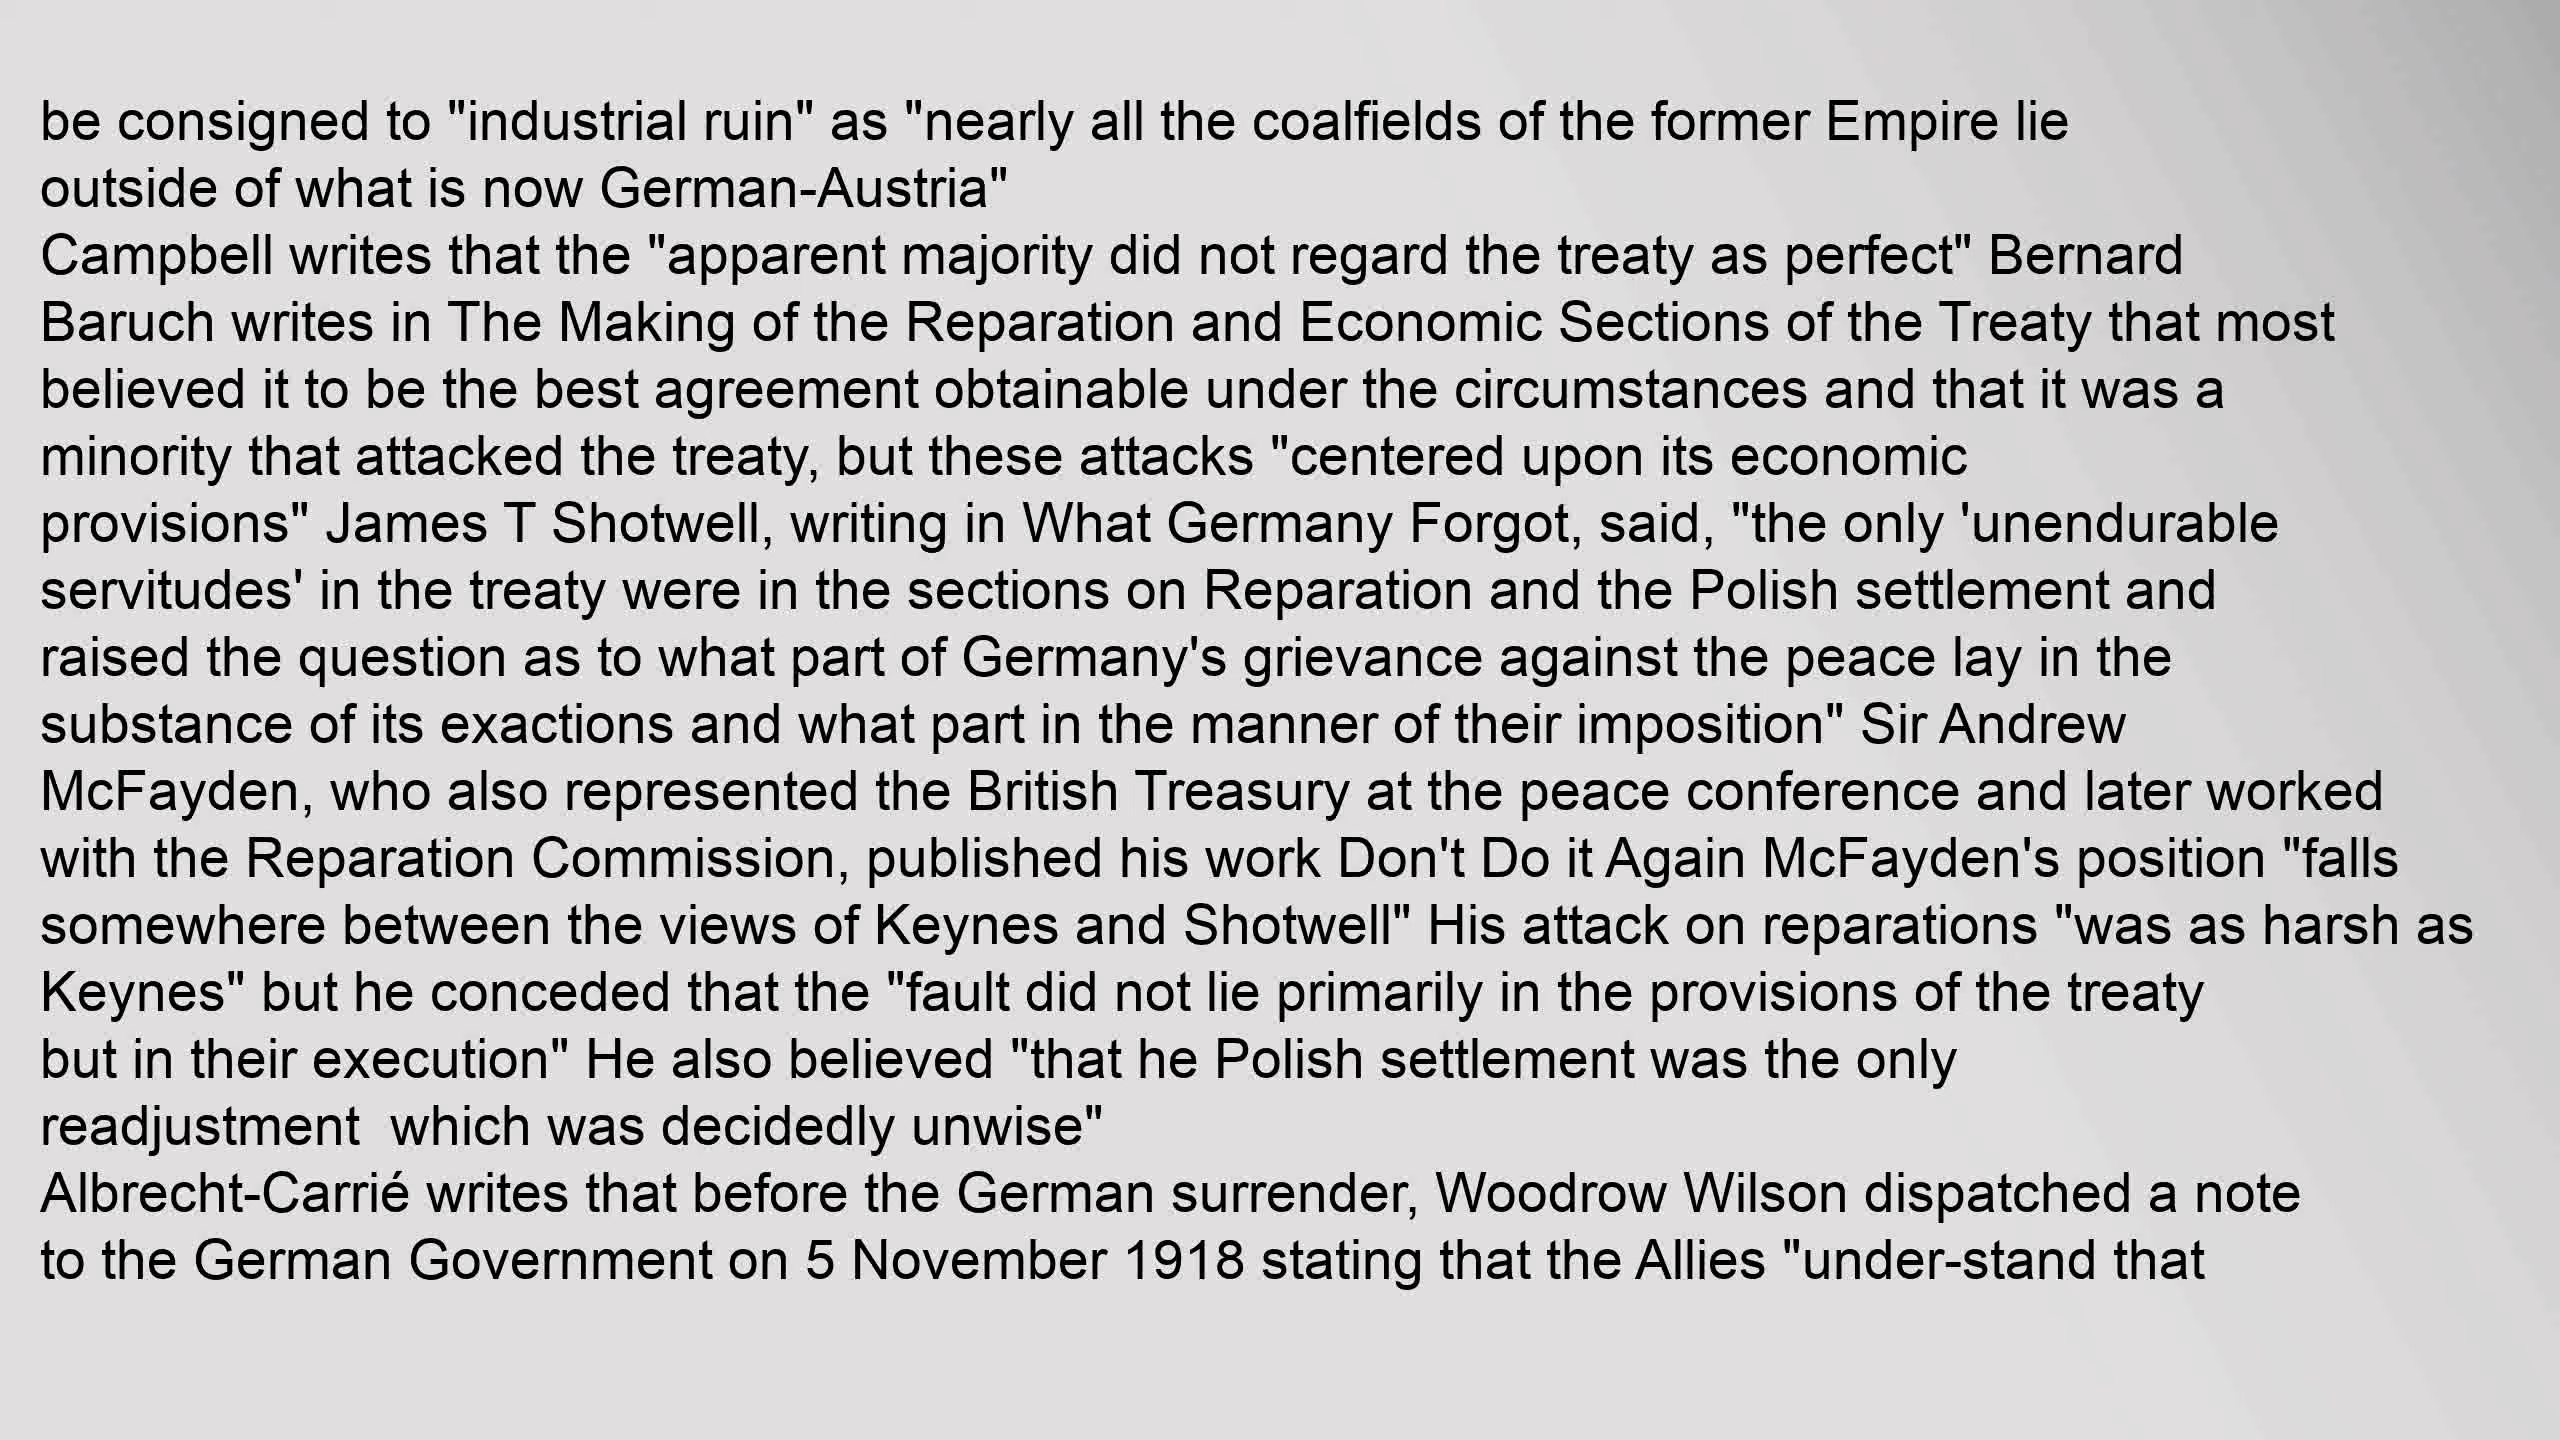 be consigned to "industrial ruin" as "nearly all the coalfields of the former Empire lie
outside of what is now German-Austria"
Campbell writes that the "apparent majority did not regard the treaty as perfect" Bernard
Baruch writes in The Making of the Reparation and Economic Sections of the Treaty that most
believed it to be the best agreement obtainable under the circumstances and that it was a
minority that attacked the treaty, but these attacks "centered upon its economic
provisions" James T Shotwell, writing in What Germany Forgot, said, "the only 'unendurable
servitudes' in the treaty were in the sections on Reparation and the Polish settlement and
raised the question as to what part of Germany's grievance against the peace lay in the
substance of its exactions and what part in the manner of their imposition" Sir Andrew
McFayden, who also represented the British Treasury at the peace conference and later worked
with the Reparation Commission, published his work Don't Do it Again McFayden's position "falls
somewhere between the views of Keynes and Shotwell" His attack on reparations "was as harsh as
Keynes" but he conceded that the "fault did not lie primarily in the provisions of the treaty
but in their execution" He also believed "that he Polish settlement was the only
readjustment  which was decidedly unwise"
Albrecht-Carrié writes that before the German surrender, Woodrow Wilson dispatched a note
to the German Government on 5 November 1918 stating that the Allies "under-stand that